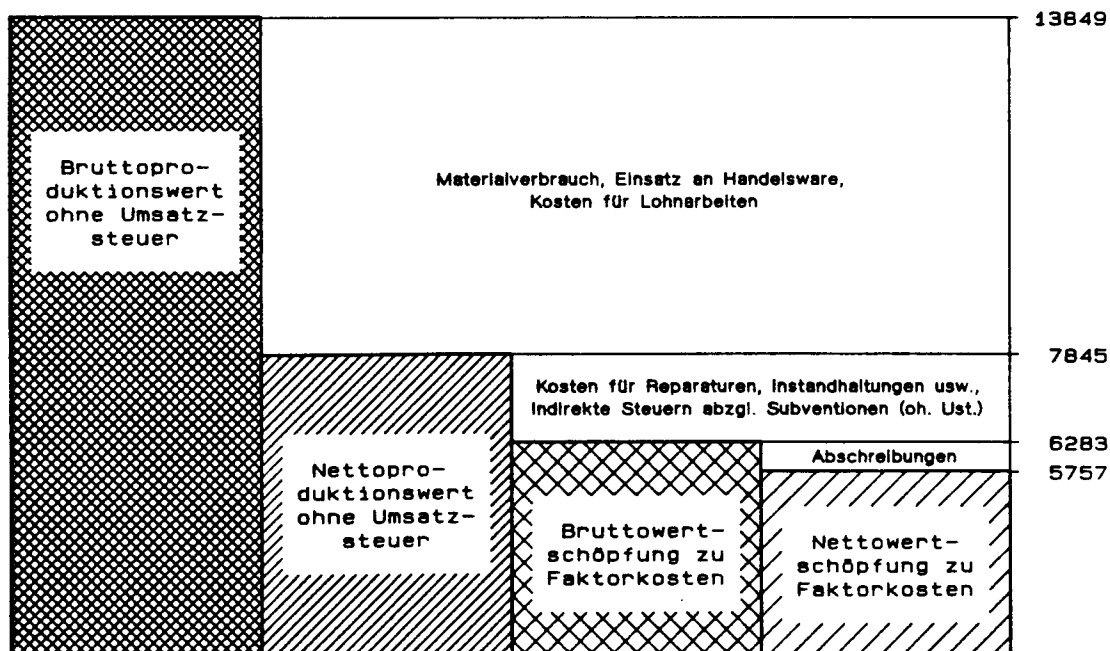 13849
Bruttopro-
duktionswert
ohne Umsatz-
steuer
Materialverbrauch, Einsatz an Handelsware,
Kosten für Lohnarbeiten
7845
Kosten für Reparaturen, Instandhaltungen usw.,
Indirekte Steuern abzgl. Subventionen (oh. Ust.)
6283
Abschreibungen
5757
Nettopro-
duktionswert
ohne Umsatz-
steuer
Bruttowert-
schöpfung zu
Faktorkosten
Nettowert-
schöpfung zu
Faktorkosten